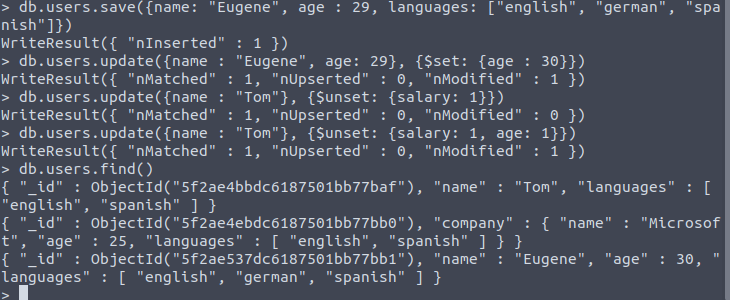 > db.users.save({name: "Eugene", age : 29, languages: ["english", "german", "spa
nish"]})
WriteResult({ "nInserted" : 1 })
> db.users.update({name : "Eugene", age: 29}, {$set: {age : 30}})
WriteResult({ "nMatched" : 1, "nUpserted" : 0, "nModified" : 1 })
> db.users.update({name : "Tom"}, {$unset: {salary: 1}})
WriteResult({ "nMatched" : 1, "nUpserted" : 0, "nModified" : 0 })
> db.users.update({name : "Tom"}, {$unset: {salary: 1, age: 1}})
WriteResult({ "nMatched" : 1, "nUpserted" : 0, "nModified" : 1 })
> db.users.find()
{ "_id" : ObjectId("5f2ae4bbdc6187501bb77baf"), "name" : "Tom", "languages" : [
"english", "spanish" ] }
{ "_id" : ObjectId("5f2ae4ebdc6187501bb77bb0"), "company" : { "name" : "Microsof
t", "age" : 25, "languages" : [ "english", "spanish" ] } }
{ "_id" : ObjectId("5f2ae537dc6187501bb77bb1"), "name" : "Eugene", "age" : 30, "
languages" : [ "english", "german", "spanish" ] }
>